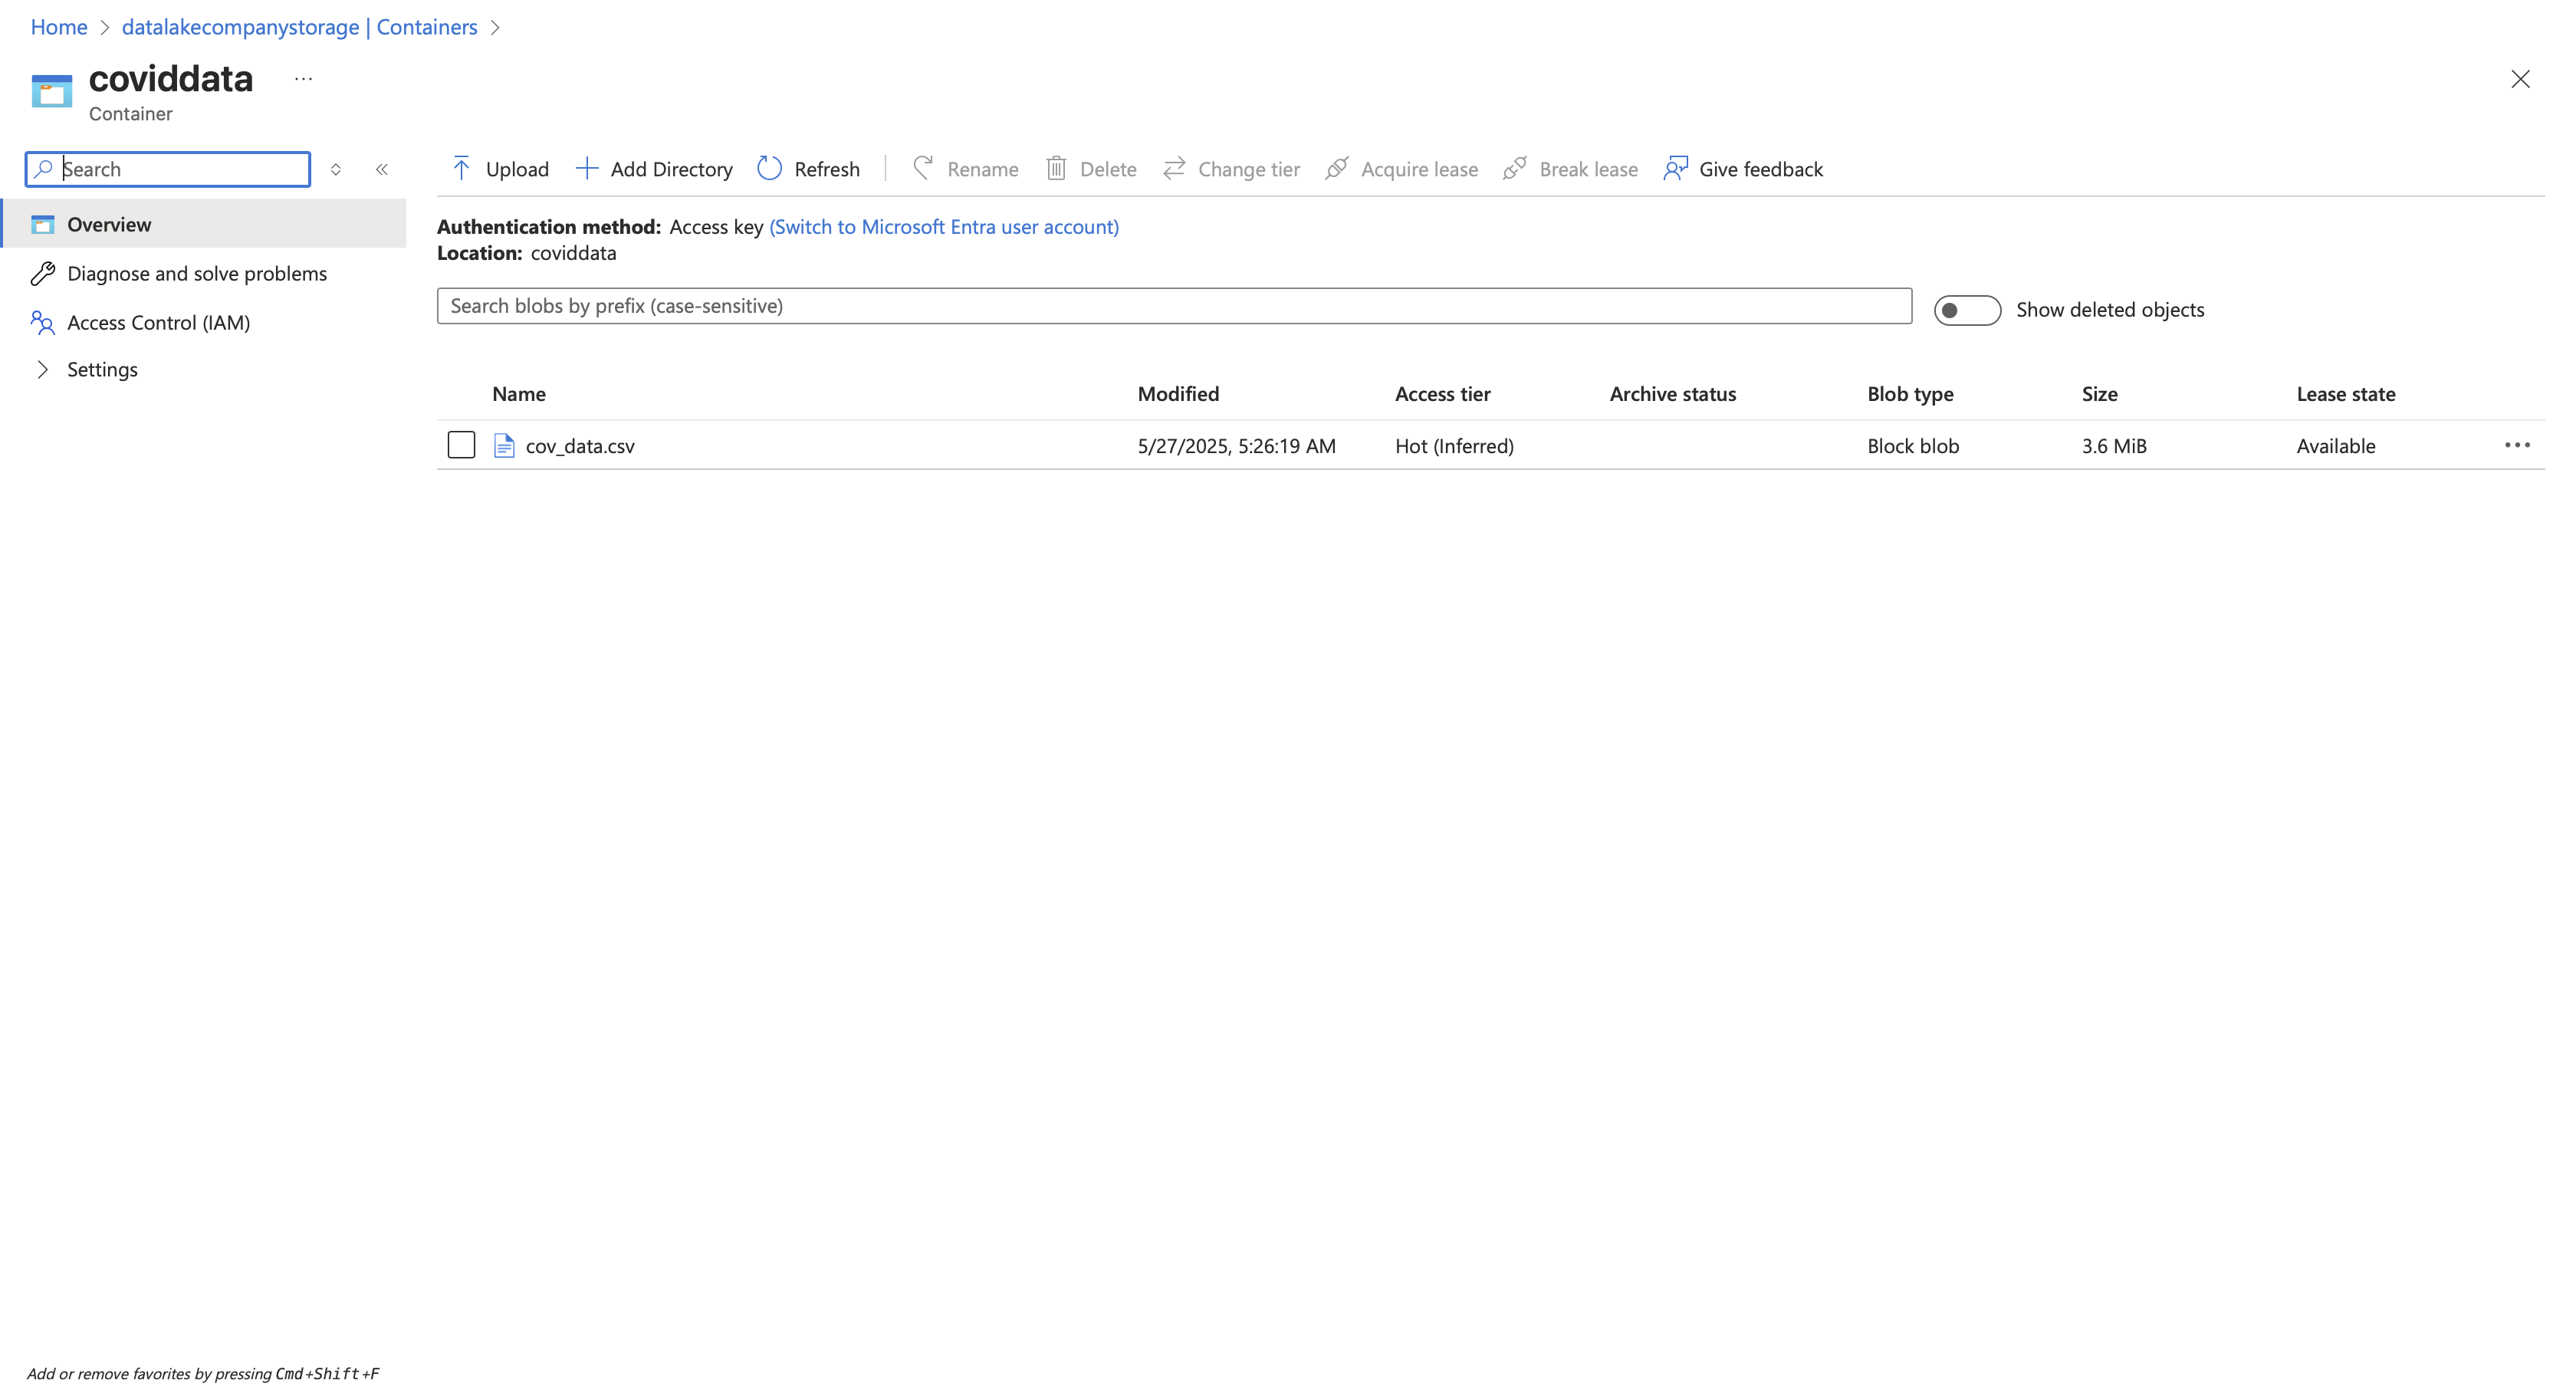 Home > datalakecompanystorage | Containers >
coviddata ...
Container
Search
Upload Add Directory Refresh Rename Delete Change tier Acquire lease Break lease Give feedback
Overview
Diagnose and solve problems
Access Control (IAM)
Settings
Authentication method: Access key (Switch to Microsoft Entra user account)
Location: coviddata
Search blobs by prefix (case-sensitive)
Show deleted objects
Name Modified Access tier Archive status Blob type Size Lease state
cov_data.csv 5/27/2025, 5:26:19 AM Hot (Inferred) Block blob 3.6 MiB Available ...
Add or remove favorites by pressing Cmd+Shift+F